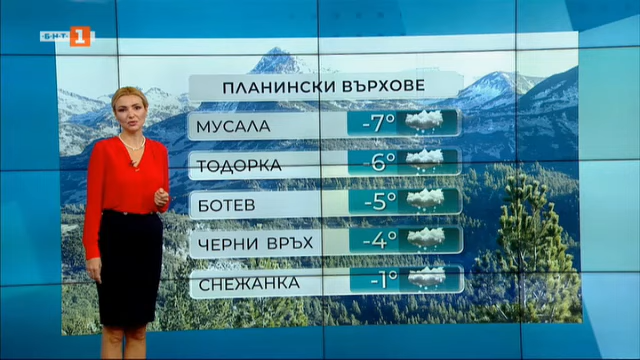 БНТ 1
ПЛАНИНСКИ ВЪРХОВЕ
МУСАЛА -7°
ТОДОРКА -6°
БОТЕВ -5°
ЧЕРНИ ВРЪХ -4°
СНЕЖАНКА -1°